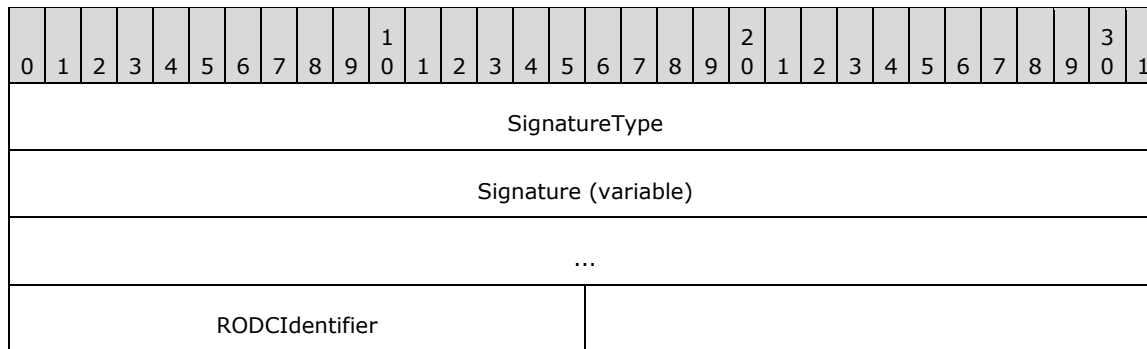 1 2 3
0 1 2 3 4 5 6 7 8 9 0 1 2 3 4 5 6 7 8 9 0 1 2 3 4 5 6 7 8 9 0 1
SignatureType
Signature (variable)
...
RODCIdentifier